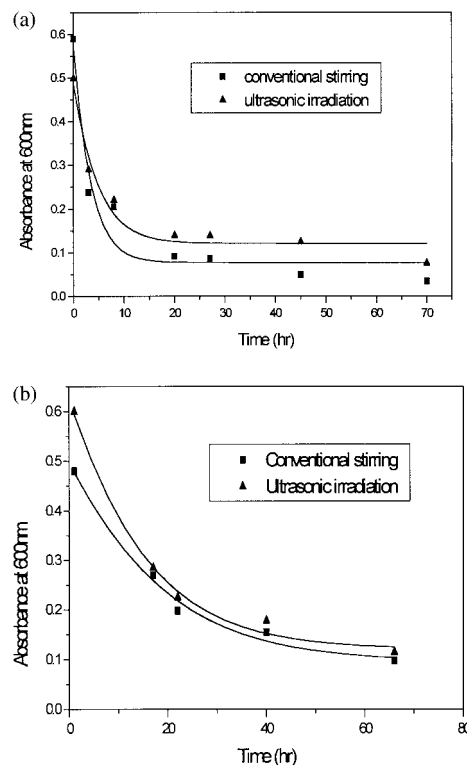 (a)
0.6
0.5
0.4
0.3
0.2
0.1
0.0
Absorbance at 600nm
conventional stirring
ultrasonic irradiation
0 10 20 30 40 50 60 70
Time (hr)
(b)
0.6
0.5
0.4
0.3
0.2
0.1
0.0
Absorbance at 600nm
Conventional stirring
Ultrasonic irradiation
0 20 40 60 80
Time (hr)